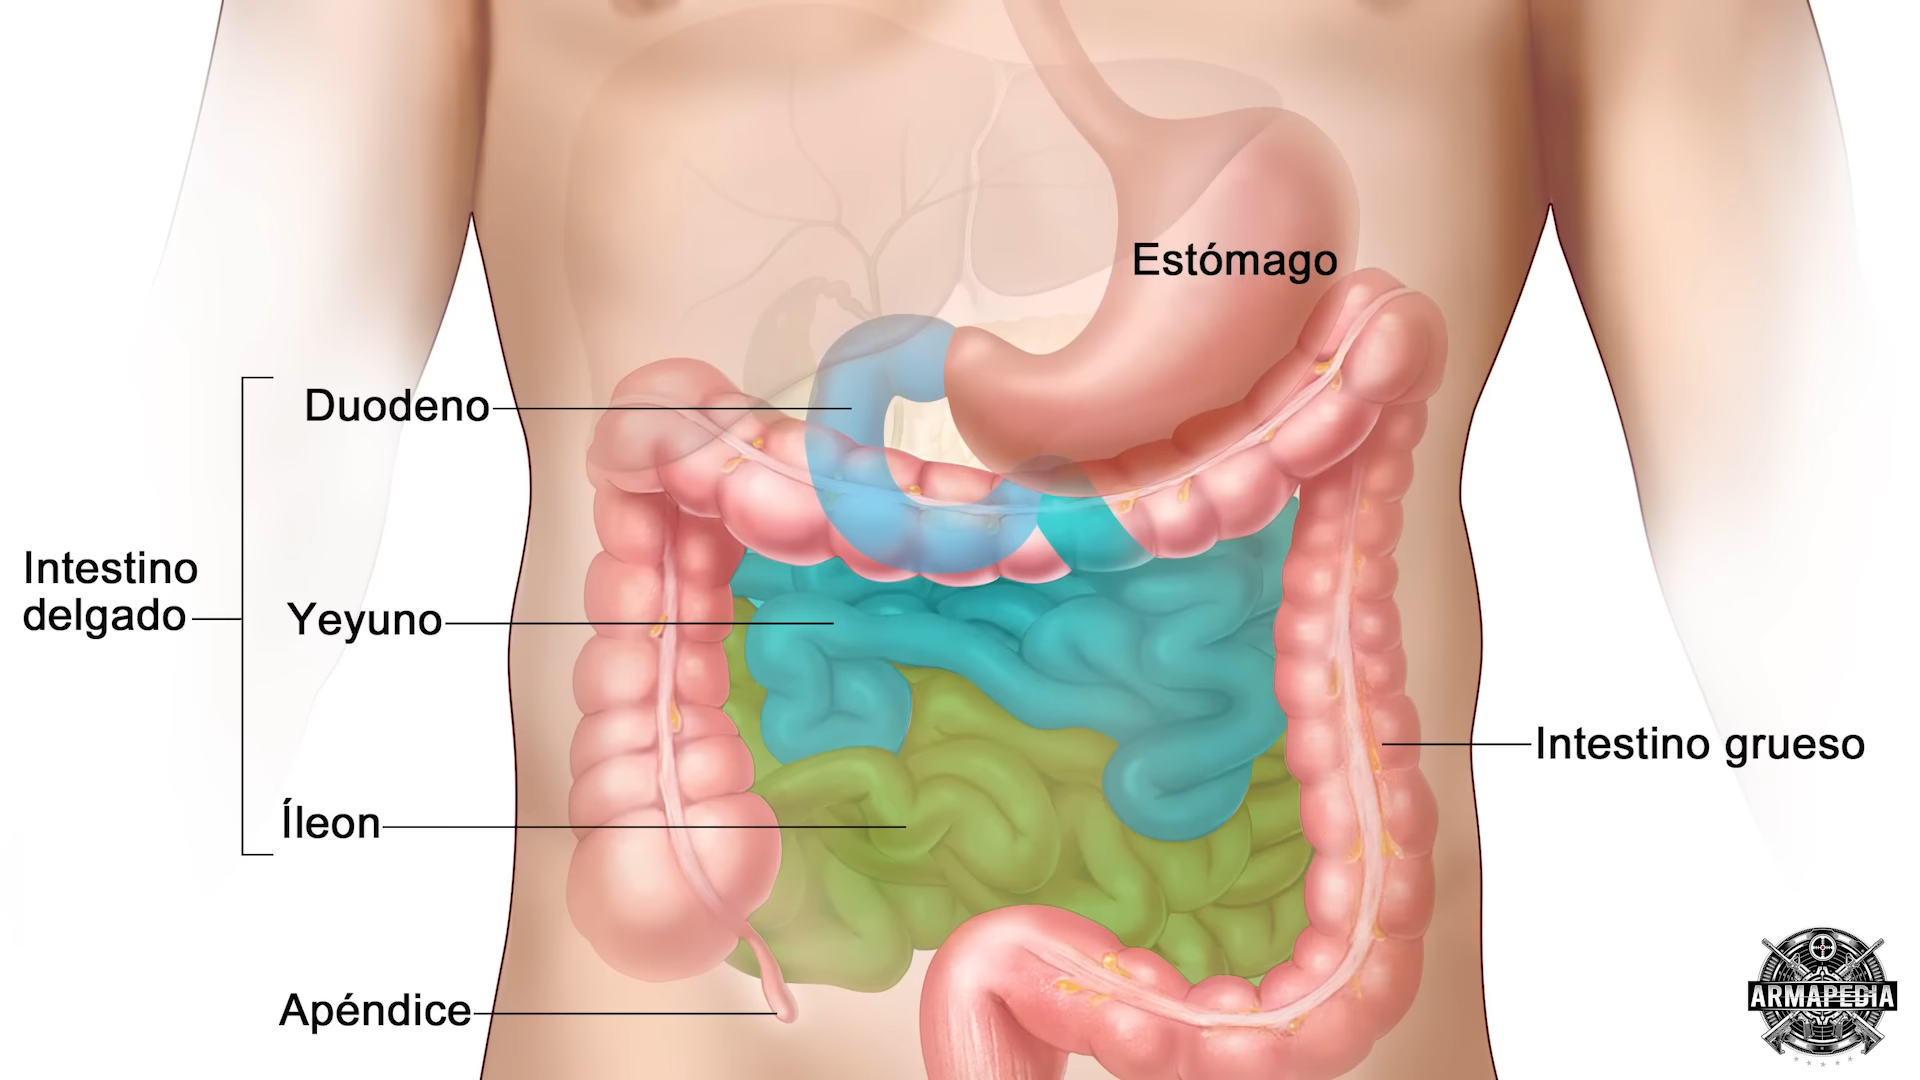 Estómago
Duodeno
Intestino
delgado
Yeyuno
Intestino grueso
Íleon
Apéndice
ARMAPEDIA